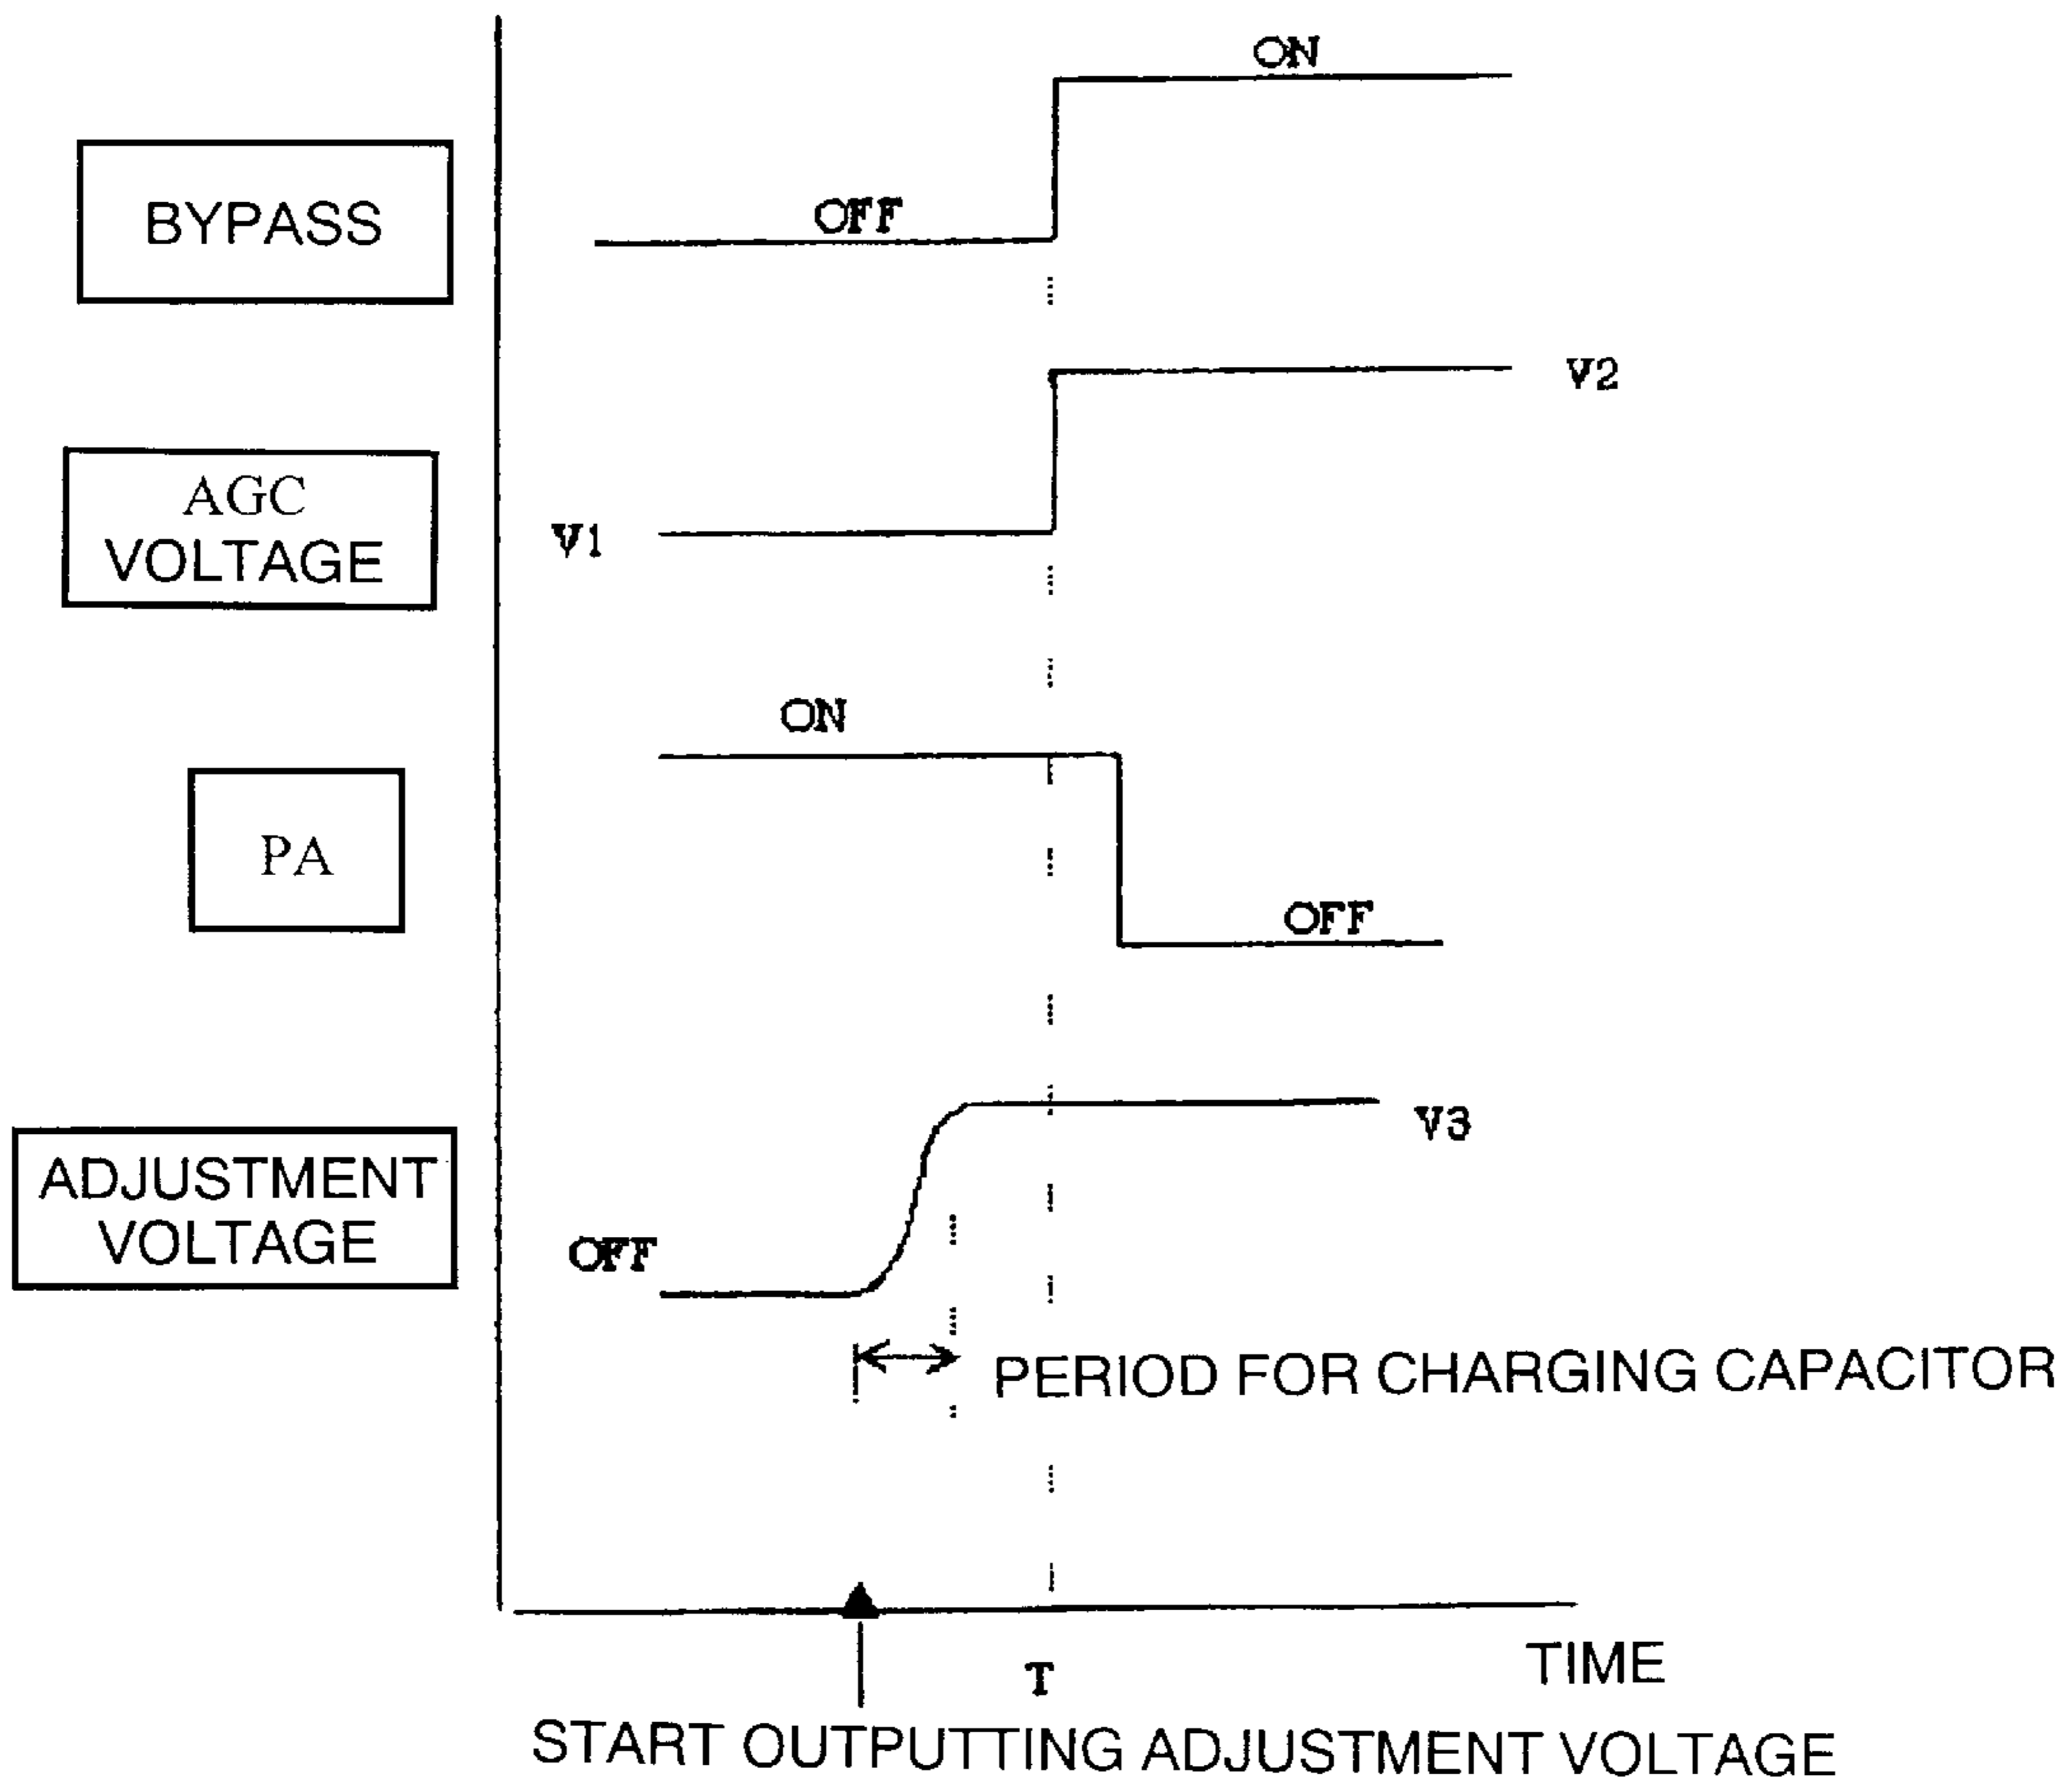 ON
BYPASS
OFF
V2
AGC
VOLTAGE
V1
ON
PA
OFF
V3
ADJUSTMENT
VOLTAGE
OFF
PERIOD FOR CHARGING CAPACITOR
TIME
T
START OUTPUTTING ADJUSTMENT VOLTAGE